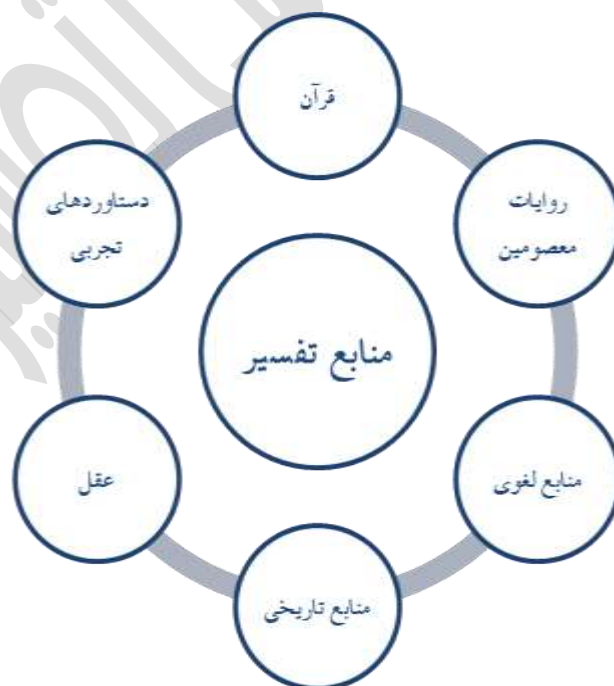 قرآن
روایات
معصومین
منابع لغوی
منابع تاریخی
عقل
دستاوردهای
تجربی
منابع تفسیر